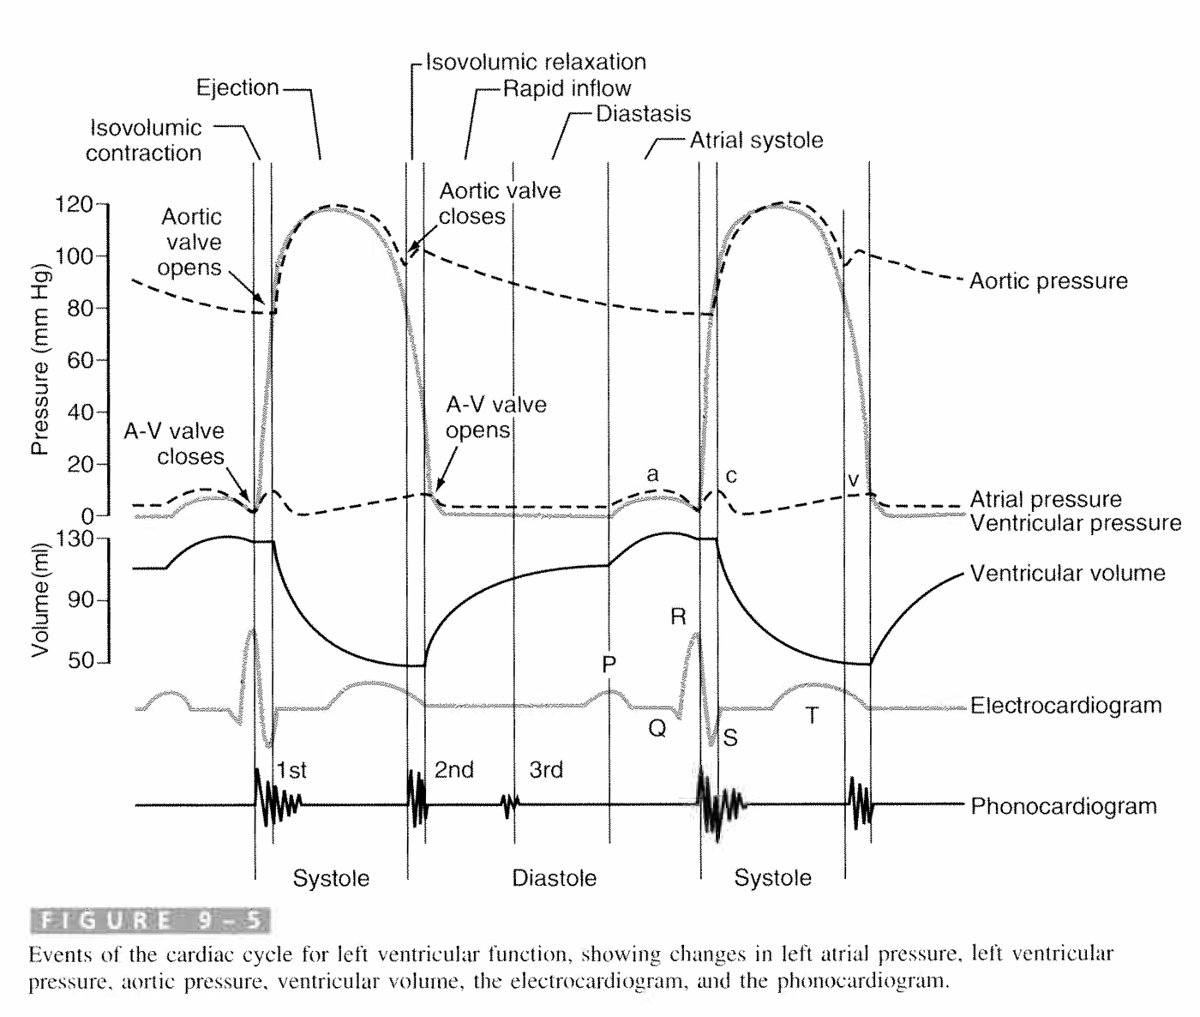 Isovolumic relaxation
Ejection
Rapid inflow
Diastasis
Isovolumic
contraction
Atrial systole
120
100
80
60
40
20
0
Pressure (mm Hg)
Aortic
valve
opens
Aortic valve
closes
Aortic pressure
A-V valve
closes
A-V valve
opens
a
c
v
Atrial pressure
Ventricular pressure
130
90
50
Volume (ml)
Ventricular volume
R
P
Q
S
T
Electrocardiogram
1st
2nd
3rd
Phonocardiogram
Systole
Diastole
Systole
FIGURE 9–5
Events of the cardiac cycle for left ventricular function, showing changes in left atrial pressure, left ventricular
pressure, aortic pressure, ventricular volume, the electrocardiogram, and the phonocardiogram.